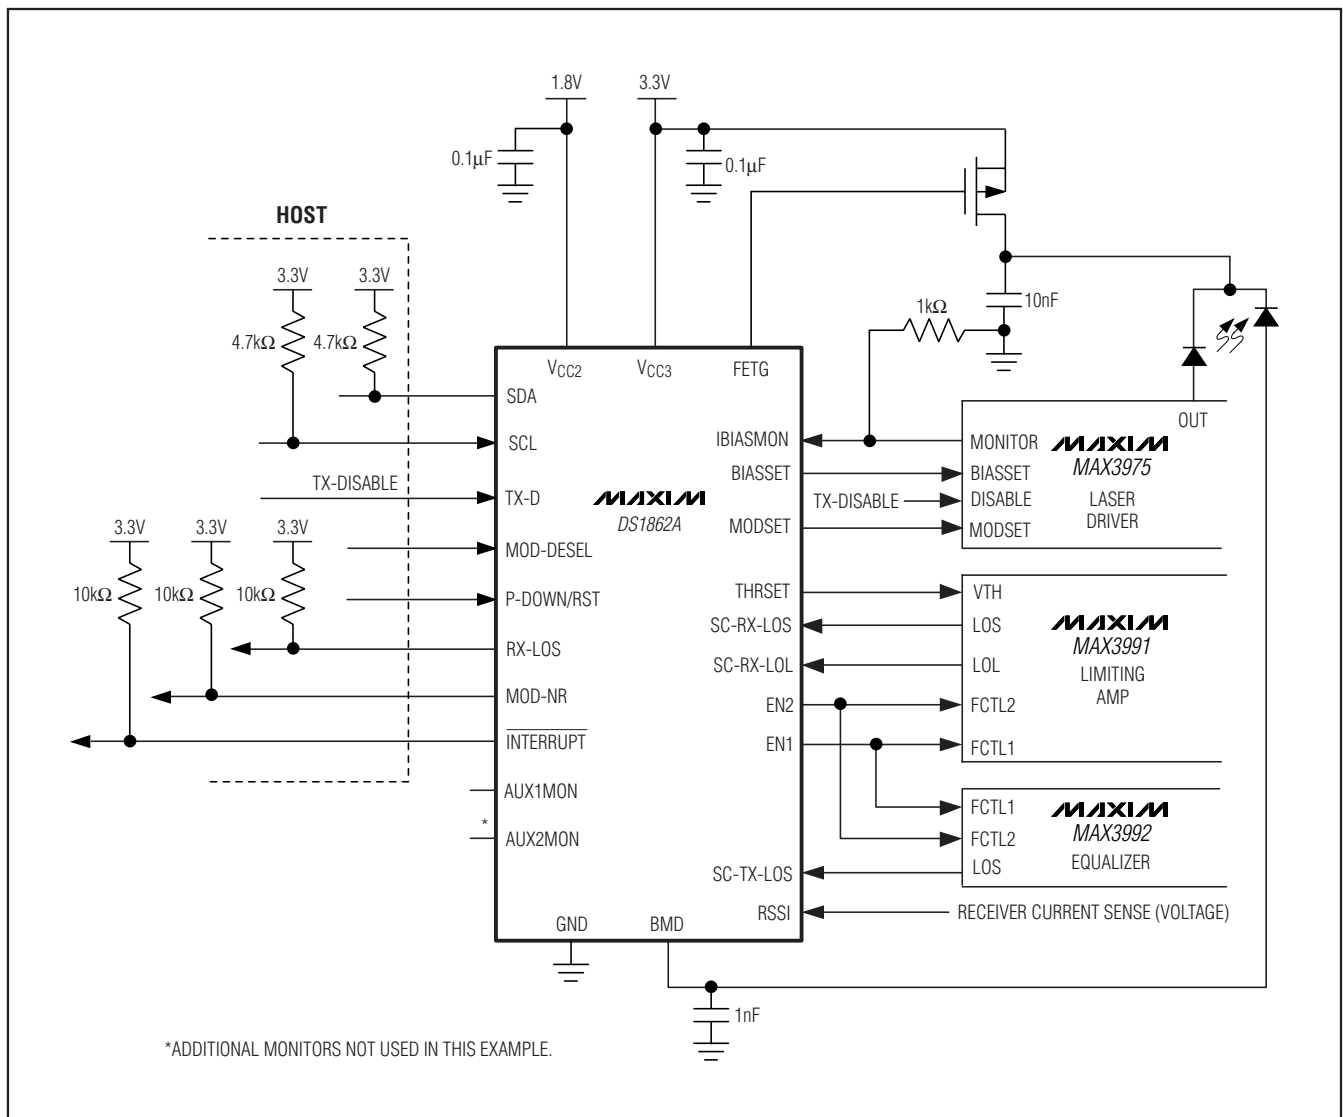 1.8V
3.3V
0.1µF
0.1µF
HOST
3.3V
3.3V
4.7kΩ
4.7kΩ
1kΩ
10nF
VCC2
VCC3
FETG
SDA
SCL
TX-DISABLE
TX-D
MOD-DESEL
P-DOWN/RST
RX-LOS
MOD-NR
INTERRUPT
AUX1MON
*
AUX2MON
3.3V
3.3V
3.3V
10kΩ
10kΩ
10kΩ
MAXIM
DS1862A
IBIASMON
BIASSET
TX-DISABLE
MODSET
THRSET
SC-RX-LOS
SC-RX-LOL
EN2
EN1
SC-TX-LOS
RSSI
GND
BMD
OUT
MONITOR
BIASSET
DISABLE
MODSET
MAXIM
MAX3975
LASER
DRIVER
VTH
LOS
LOL
FCTL2
FCTL1
MAXIM
MAX3991
LIMITING
AMP
FCTL1
FCTL2
LOS
MAXIM
MAX3992
EQUALIZER
RECEIVER CURRENT SENSE (VOLTAGE)
1nF
*ADDITIONAL MONITORS NOT USED IN THIS EXAMPLE.